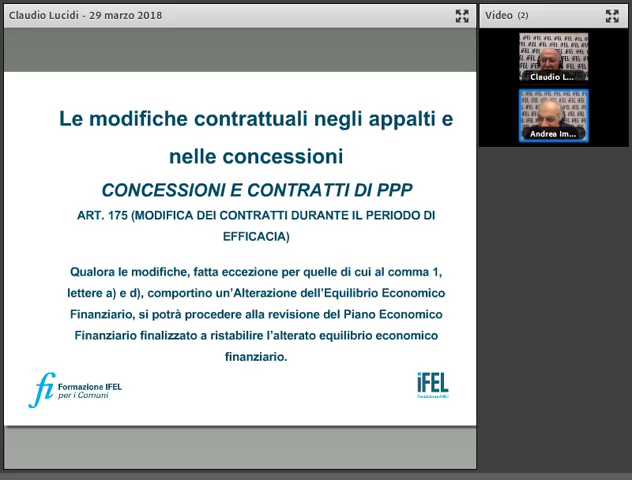 Claudio Lucidi - 29 marzo 2018
Video (2)
Claudio L...
Andrea Im...
Le modifiche contrattuali negli appalti e
nelle concessioni
CONCESSIONI E CONTRATTI DI PPP
ART. 175 (MODIFICA DEI CONTRATTI DURANTE IL PERIODO DI
EFFICACIA)
Qualora le modifiche, fatta eccezione per quelle di cui al comma 1,
lettere a) e d), comportino un'Alterazione dell'Equilibrio Economico
Finanziario, si potrà procedere alla revisione del Piano Economico
Finanziario finalizzato a ristabilire l'alterato equilibrio economico
finanziario.
fi Formazione IFEL
per i Comuni
iFEL